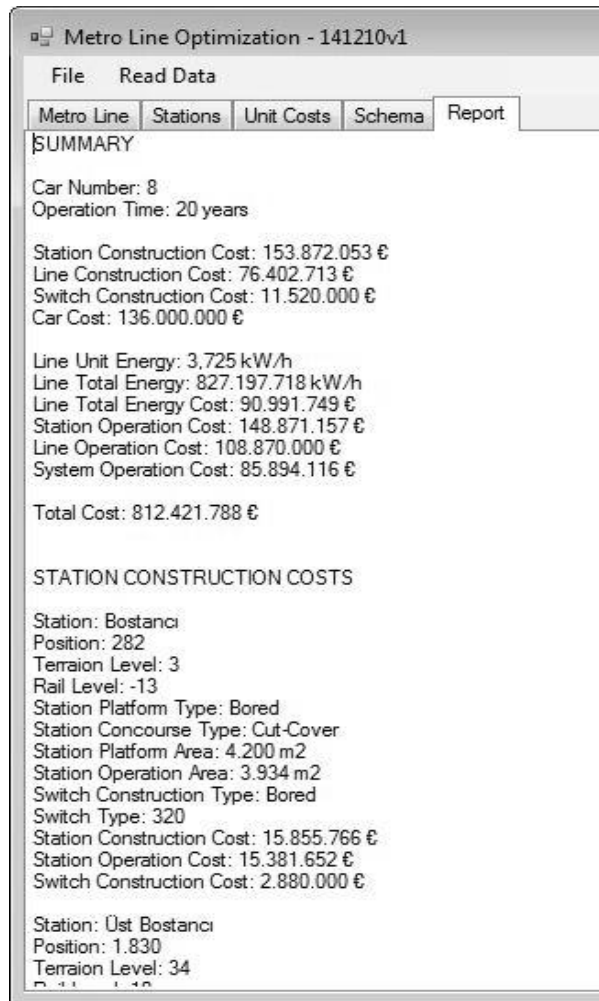 Metro Line Optimization - 141210v1
File Read Data
Metro Line Stations Unit Costs Schema Report
SUMMARY
Car Number: 8
Operation Time: 20 years
Station Construction Cost: 153.872.053 €
Line Construction Cost: 76.402.713 €
Switch Construction Cost: 11.520.000 €
Car Cost: 136.000.000 €
Line Unit Energy: 3,725 kW/h
Line Total Energy: 827.197.718 kW/h
Line Total Energy Cost: 90.991.749 €
Station Operation Cost: 148.871.157 €
Line Operation Cost: 108.870.000 €
System Operation Cost: 85.894.116 €
Total Cost: 812.421.788 €
STATION CONSTRUCTION COSTS
Station: Bostancı
Position: 282
Terraion Level: 3
Rail Level: -13
Station Platform Type: Bored
Station Concourse Type: Cut-Cover
Station Platform Area: 4.200 m2
Station Operation Area: 3.934 m2
Switch Construction Type: Bored
Switch Type: 320
Station Construction Cost: 15.855.766 €
Station Operation Cost: 15.381.652 €
Switch Construction Cost: 2.880.000 €
Station: Üst Bostancı
Position: 1.830
Terraion Level: 34